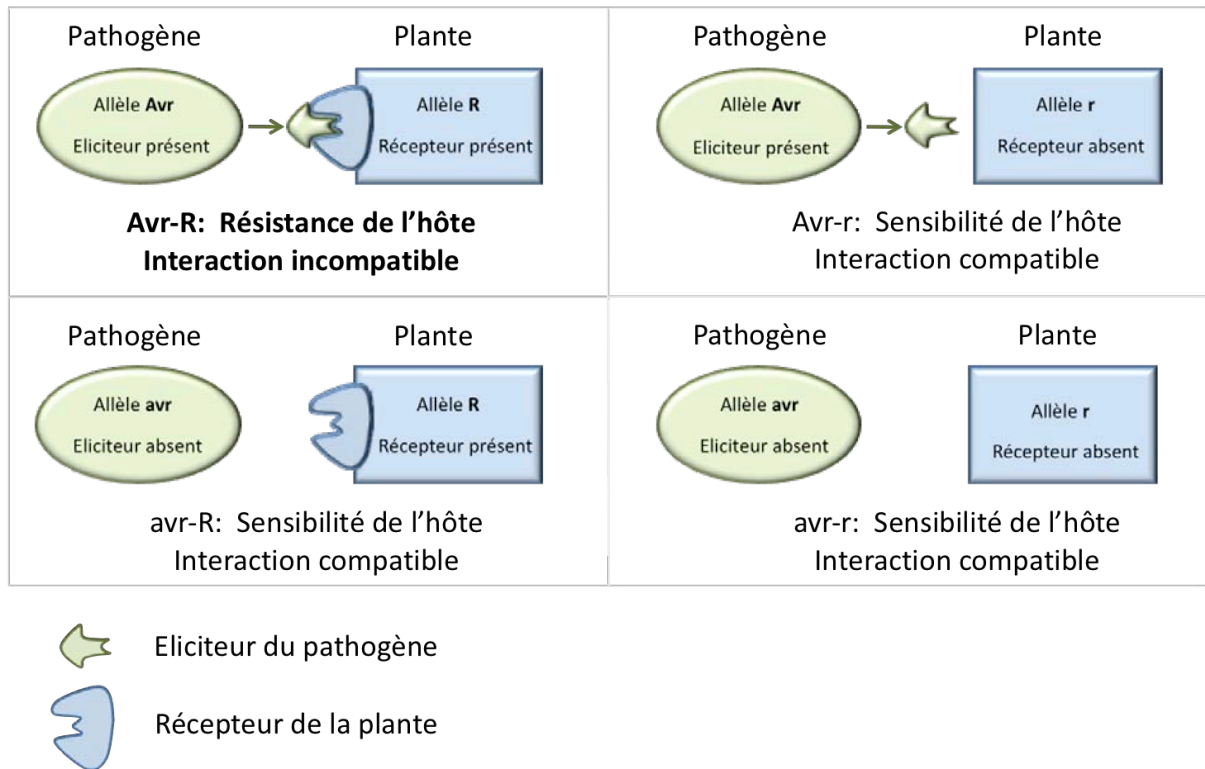 Pathogène
Plante
Allèle Avr
Eliciteur présent
Allèle R
Récepteur présent
Avr-R: Résistance de l’hôte
Interaction incompatible
Pathogène
Plante
Allèle Avr
Eliciteur présent
Allèle r
Récepteur absent
Avr-r: Sensibilité de l’hôte
Interaction compatible
Pathogène
Plante
Allèle avr
Eliciteur absent
Allèle R
Récepteur présent
avr-R: Sensibilité de l’hôte
Interaction compatible
Pathogène
Plante
Allèle avr
Eliciteur absent
Allèle r
Récepteur absent
avr-r: Sensibilité de l’hôte
Interaction compatible
Eliciteur du pathogène
Récepteur de la plante